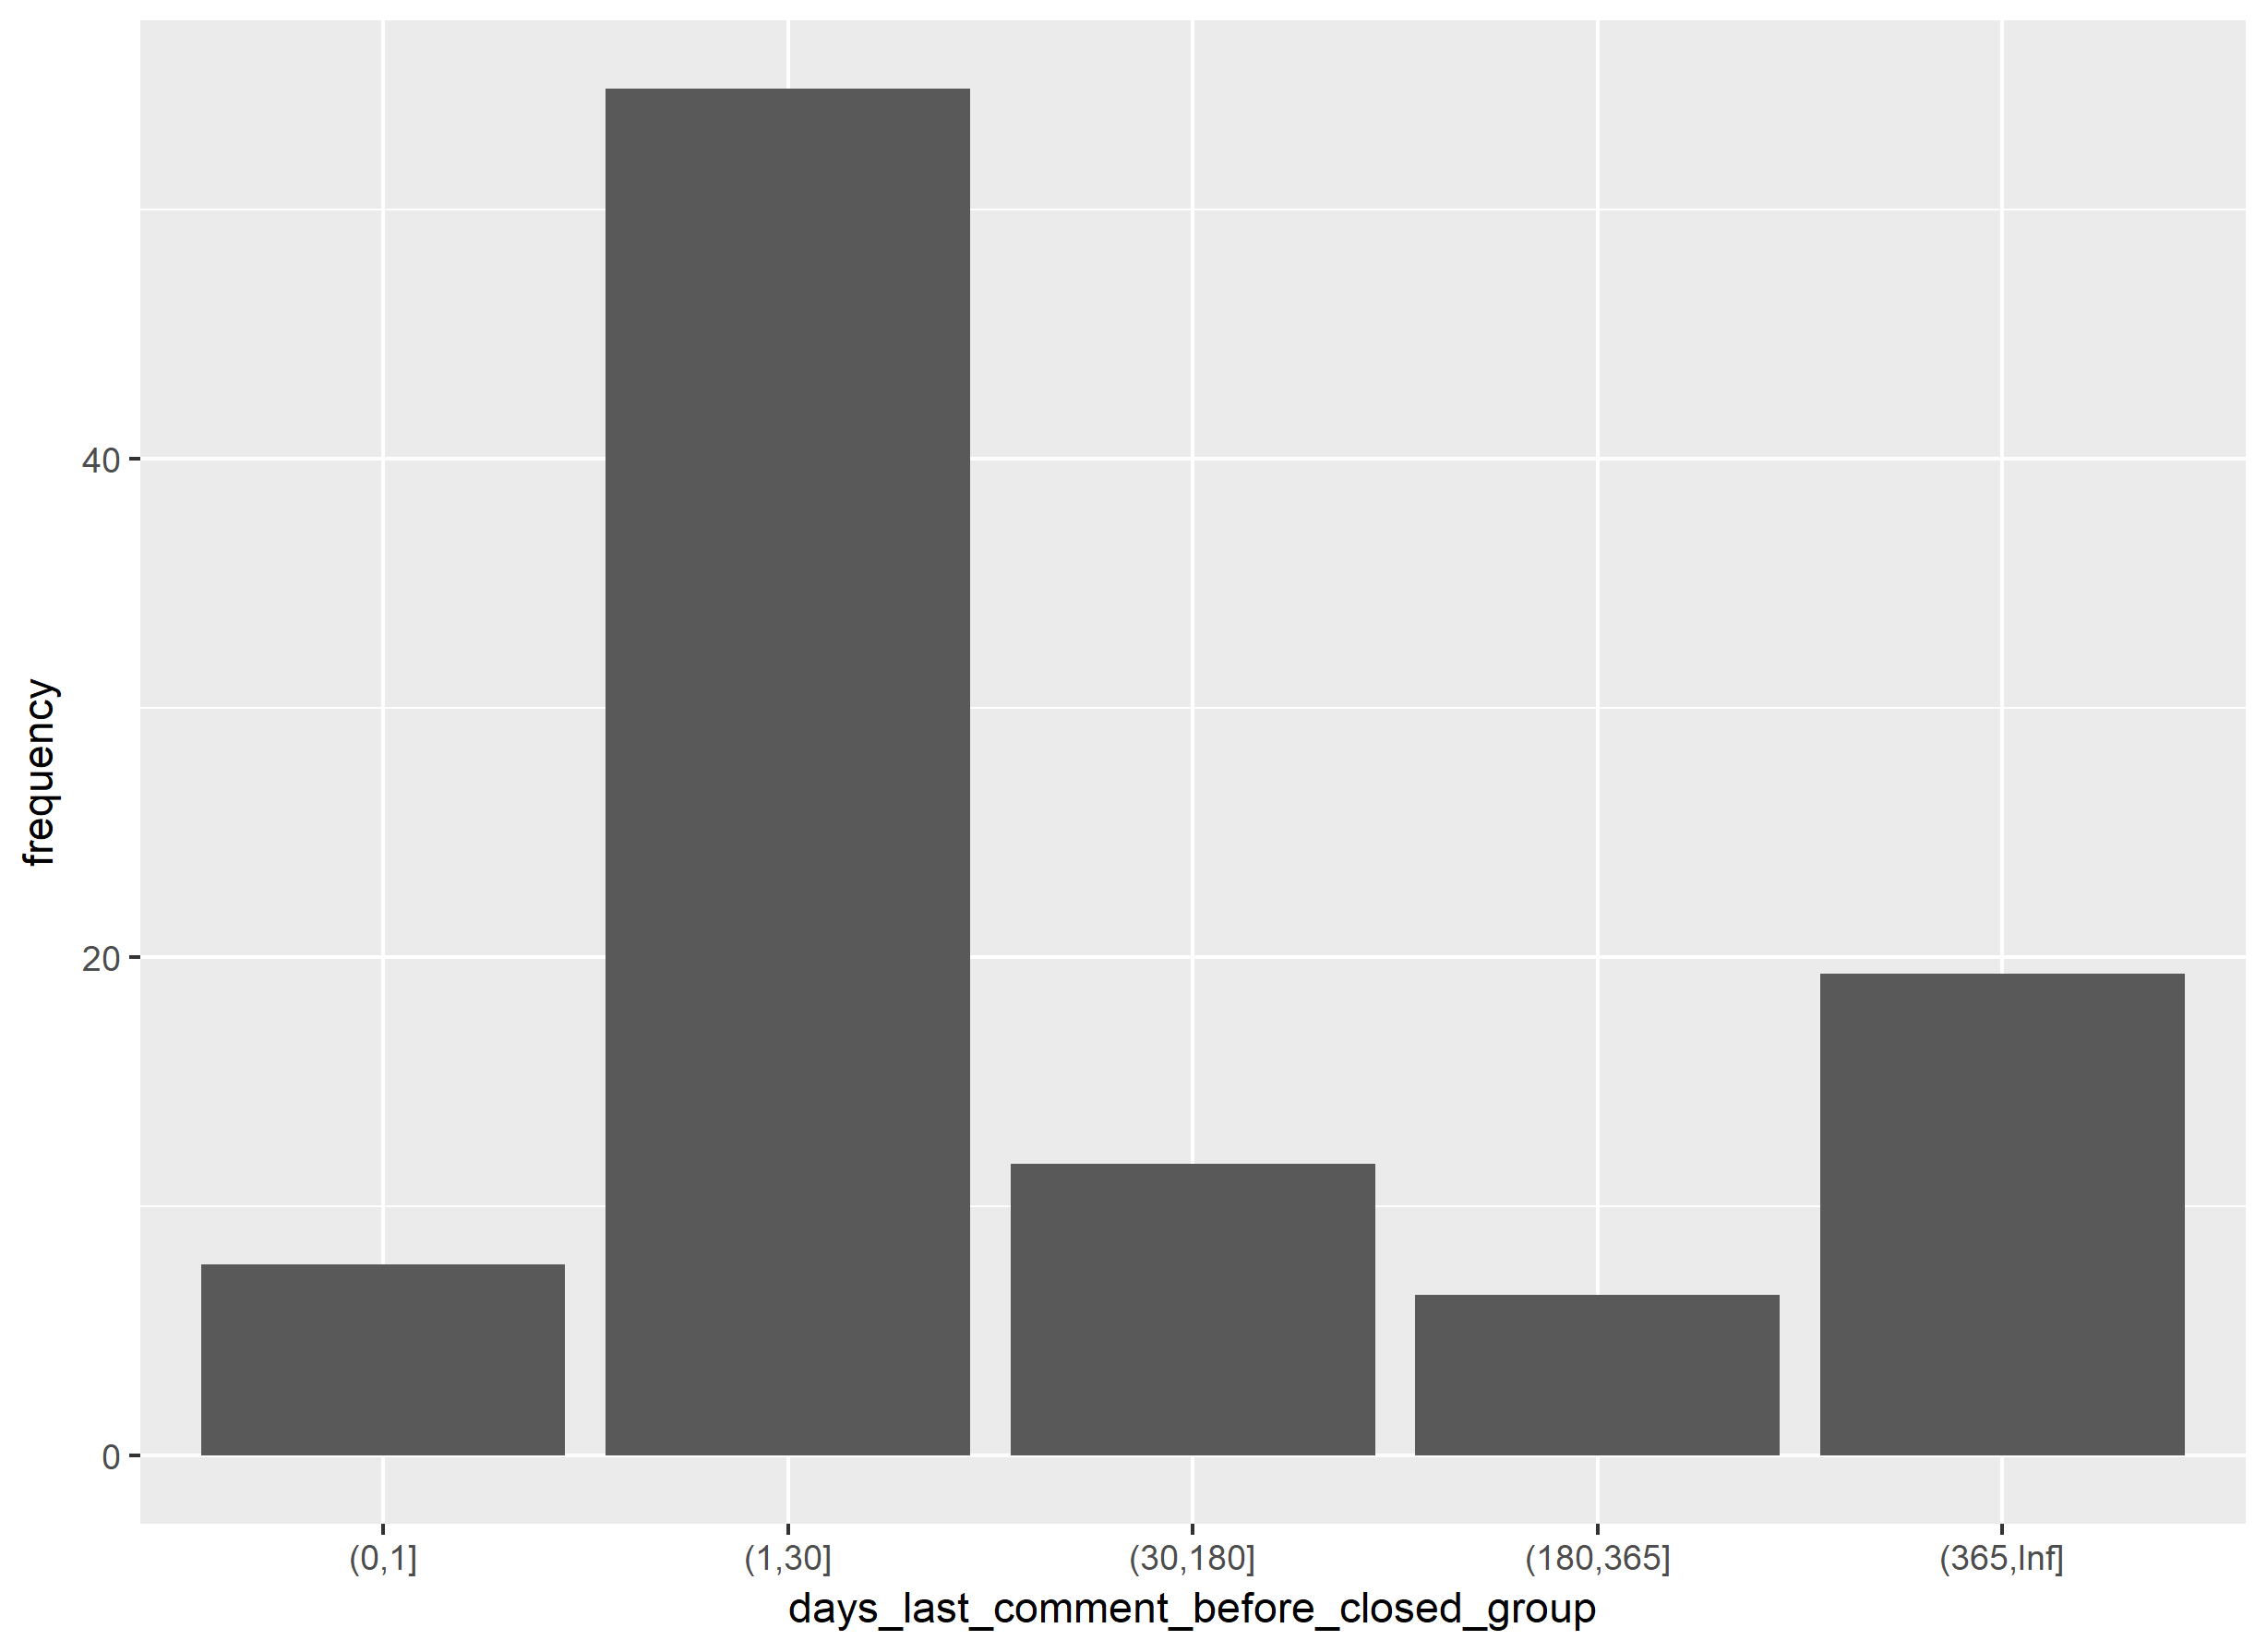 frequency
40
20
0
(0,1]
(1,30]
(30,180]
(180,365]
(365,Inf]
days_last_comment_before_closed_group